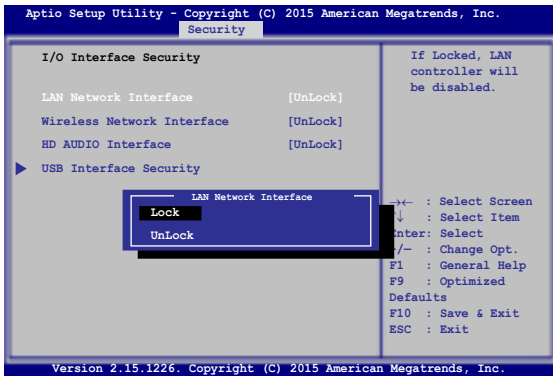 Aptio Setup Utility - Copyright (C) 2015 American Megatrends, Inc.
Security
I/O Interface Security
LAN Network Interface [UnLock]
Wireless Network Interface [UnLock]
HD AUDIO Interface [UnLock]
USB Interface Security
LAN Network Interface
Lock
UnLock
If Locked, LAN
controller will
be disabled.
→← : Select Screen
↓ : Select Item
nter: Select
/— : Change Opt.
F1 : General Help
F9 : Optimized
Defaults
F10 : Save & Exit
ESC : Exit
Version 2.15.1226. Copyright (C) 2015 American Megatrends, Inc.